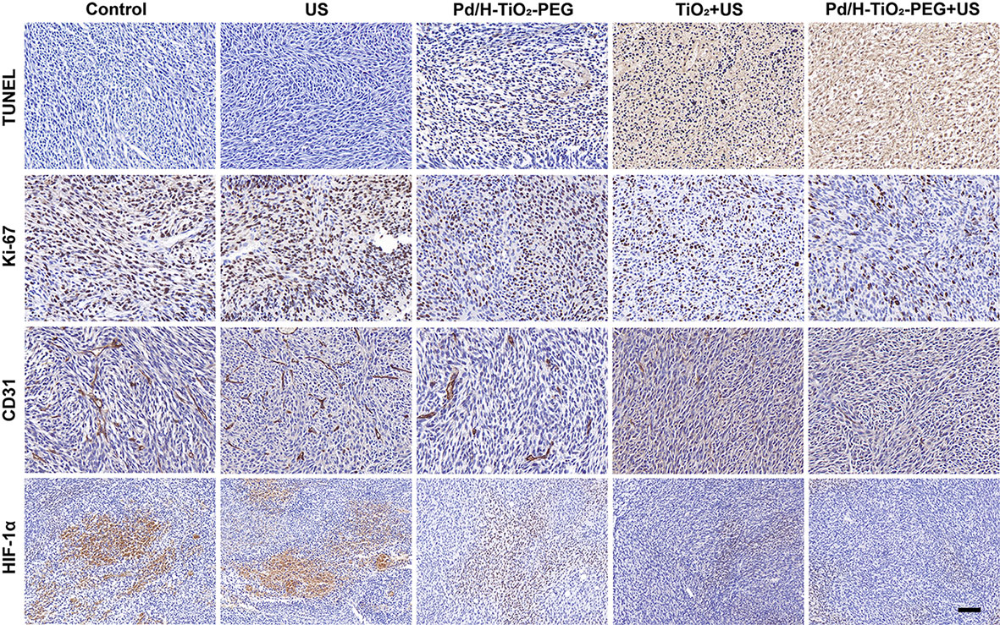 Control US Pd/H-TiO₂-PEG TiO₂+US Pd/H-TiO₂-PEG+US
TUNEL
Ki-67
CD31
HIF-1α